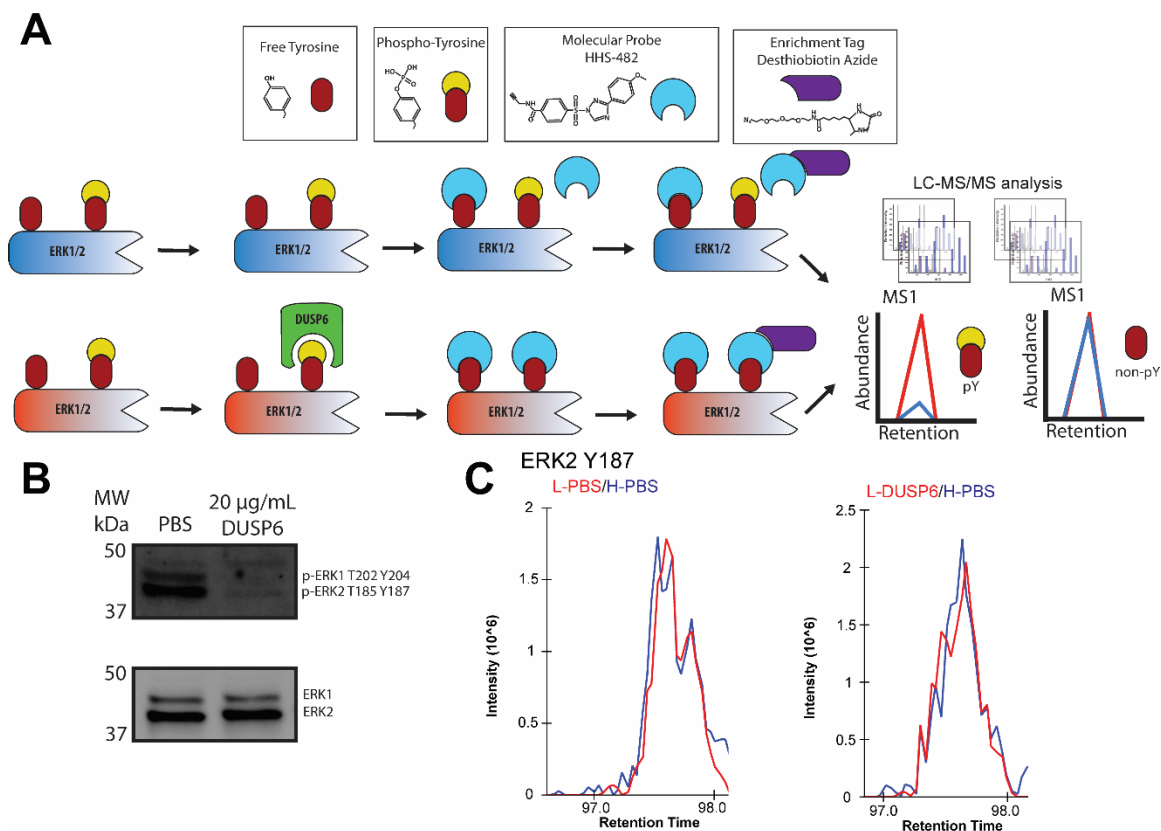 A
Free Tyrosine
OH
Phospho-Tyrosine
HO OH
P
O
O
Molecular Probe
HHS-482
Enrichment Tag
Desthiobiotin Azide
ERK1/2
ERK1/2
ERK1/2
ERK1/2
LC-MS/MS analysis
DUSP6
ERK1/2
ERK1/2
ERK1/2
ERK1/2
MS1
MS1
Abundance
Abundance
pY
non-pY
Retention
Retention
B
MW
kDa
PBS
20 µg/mL
DUSP6
50
37
p-ERK1 T202 Y204
p-ERK2 T185 Y187
50
37
ERK1
ERK2
C
ERK2 Y187
L-PBS/H-PBS
2
1.5
1
0.5
0
Intensity (10^6)
97.0
98.0
Retention Time
L-DUSP6/H-PBS
2.5
2
1.5
1
0.5
0
Intensity (10^6)
97.0
98.0
Retention Time